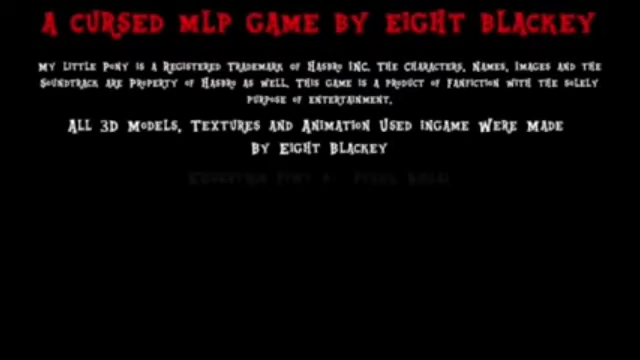 A CURSED MLP GAME BY EIGHT BLACKEY
MY LITTLE PONY IS A REGISTERED TRADEMARK OF HASBRO INC. THE CHARACTERS, NAMES, IMAGES AND THE
SOUNDTRACK ARE PROPERTY OF HASBRO AS WELL. THIS GAME IS A PRODUCT OF FANFICTION WITH THE SOLELY
PURPOSE OF ENTERTAINMENT.
ALL 3D MODELS, TEXTURES AND ANIMATION USED INGAME WERE MADE
BY EIGHT BLACKEY